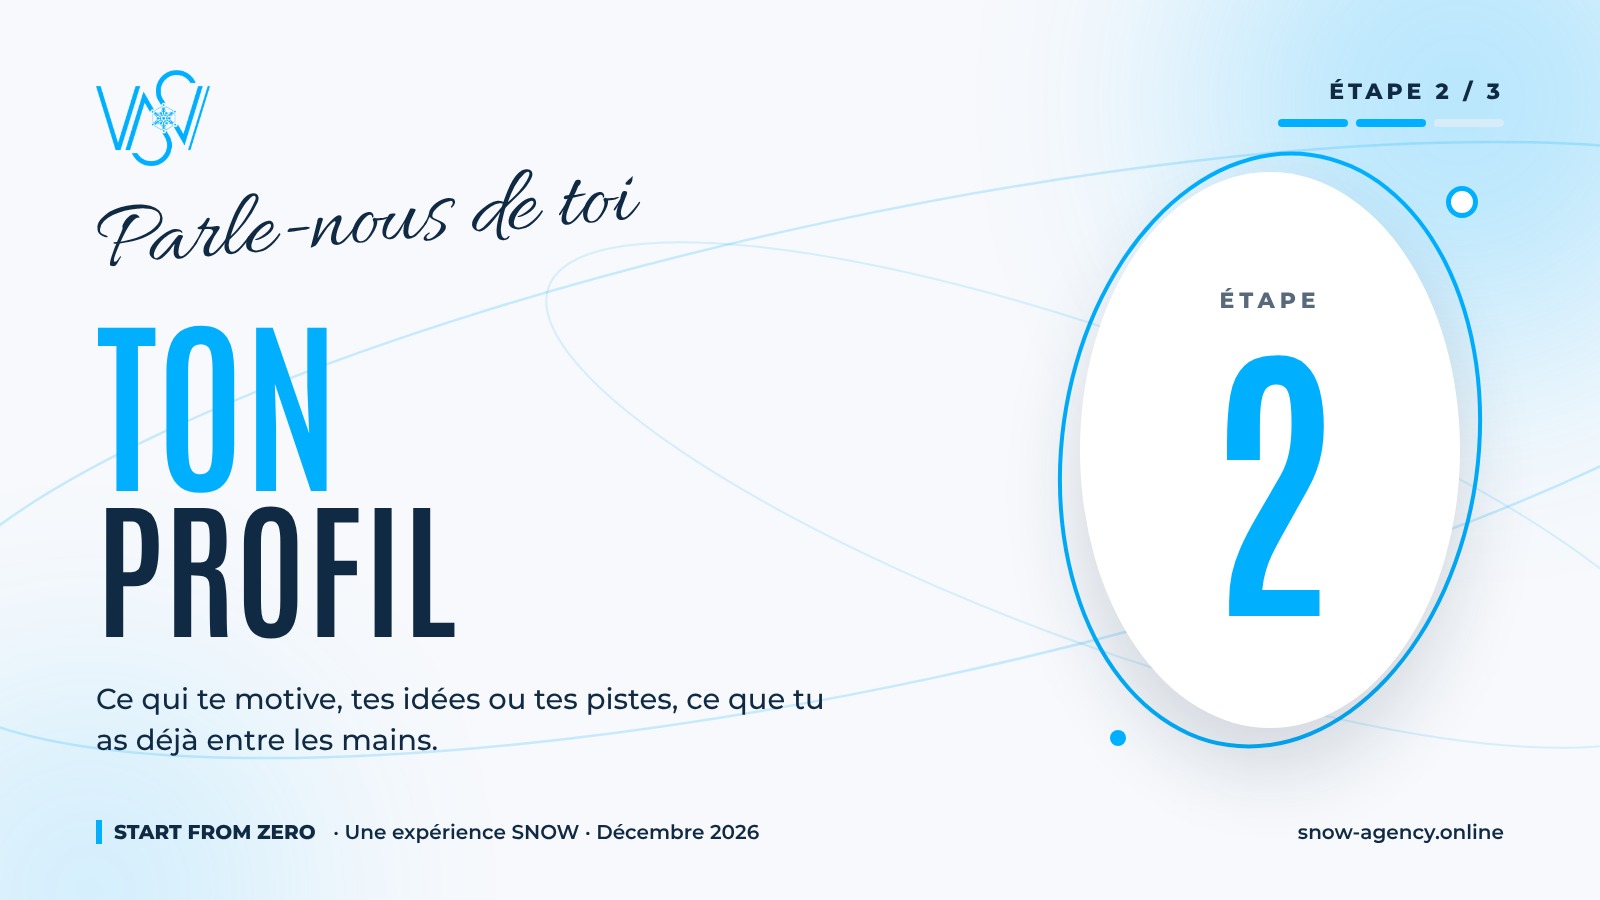 ÉTAPE 2 / 3
Parle-nous de toi
TON
PROFIL
Ce qui te motive, tes idées ou tes pistes, ce que tu
as déjà entre les mains.
ÉTAPE
2
START FROM ZERO · Une expérience SNOW · Décembre 2026
snow-agency.online